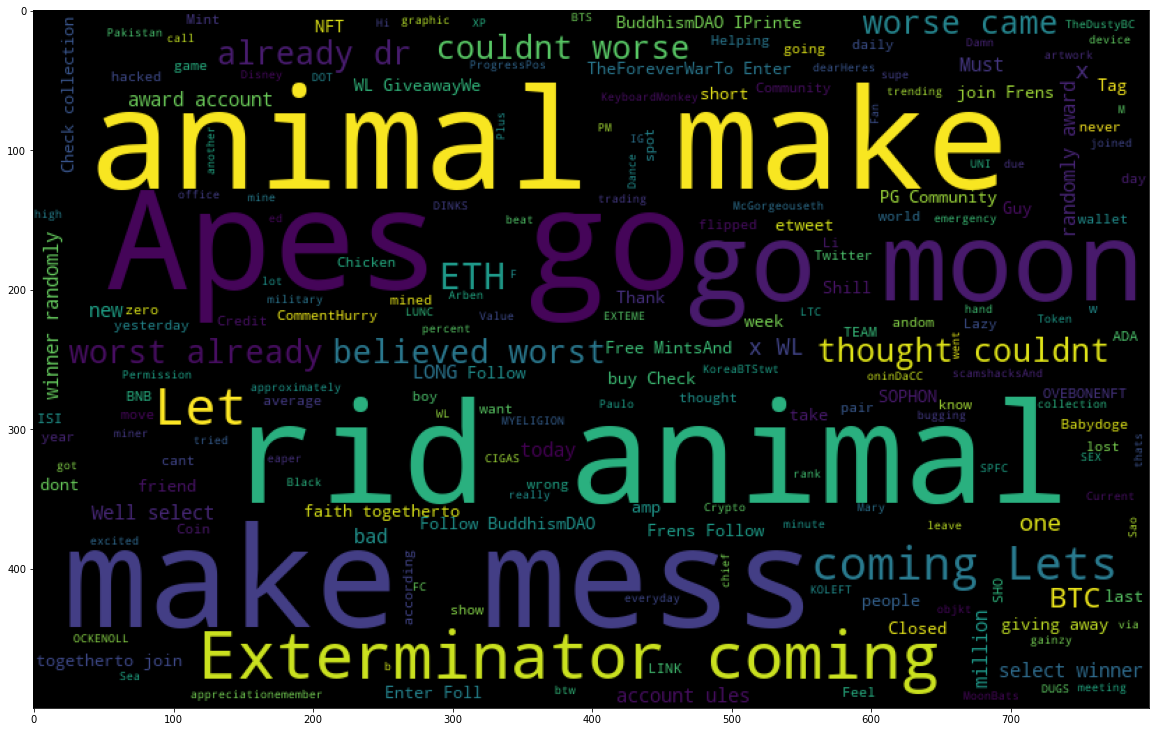 0
Mint
Hi
graphic
XP
BTS
BuddhismDAO IPrinte
worse came
TheDustyBC
Pakistan
call
NFT
already dr
couldnt worse
Helping
going
daily
Damn
device
game
hacked
Disney
DOT
ProgressPos
TheForeverWarTo Enter
dearHeres
supe
Must
artwork
x
Check collection
award account
WL GiveawayWe
KeyboardMonkey
short
Community
trending
join Frens
Tag
M
animal make
100
another
Plus
PM
IG
spot
Dance
Fan
UNI
due
never
joined
randomly award
day
office
mine
DINKS
trading
McGorgeouseth
PG Community
Guy
high
ed
beat
flipped
etweet
world
emergency
wallet
Apes go
go moon
Chicken
Li
Twitter
200
winner randomly
lot
ETH
F
Arben
Thank
Shill
new
zero
military
mined
LUNC
Value
EXTEME
LTC
hand
Token
w
yesterday
Credit
CommentHurry
percent
week
TEAM
andom
Lazy
ADA
worst already
believed worst
Free MintsAnd
x WL
thought couldnt
went
Permission
approximately
LONG Follow
buy Check
KoreaBTStwt
oninDaCC
scamshacksAnd
BNB
average
boy
want
thought
SOPHON
know
OVEBONENFT
collection
ISI
move
Let
WL
MYELIGION
Paulo
take
pair
bugging
Babydoge
300
year
miner
tried
rid animal
lost
cant
today
thats
got
eaper
CIGAS
rank
SPFC
SEX
dont
friend
Black
really
wrong
Current
Well select
faith togetherto
amp
Crypto
Mary
Coin
Follow BuddhismDAO
Frens Follow
minute
leave
one
Sao
excited
bad
make mess
coming Lets
400
according
FC
chief
KOLEFT
everyday
show
people
objkt
SHO
BTC
last
OCKENOLL
Closed
giving away
via
Exterminator coming
gainzy
togetherto join
b
LINK
million
select winner
Sea
appreciationemember
Enter Foll
btw
account ules
Feel
MoonBats
DUGS
meeting
0
100
200
300
400
500
600
700